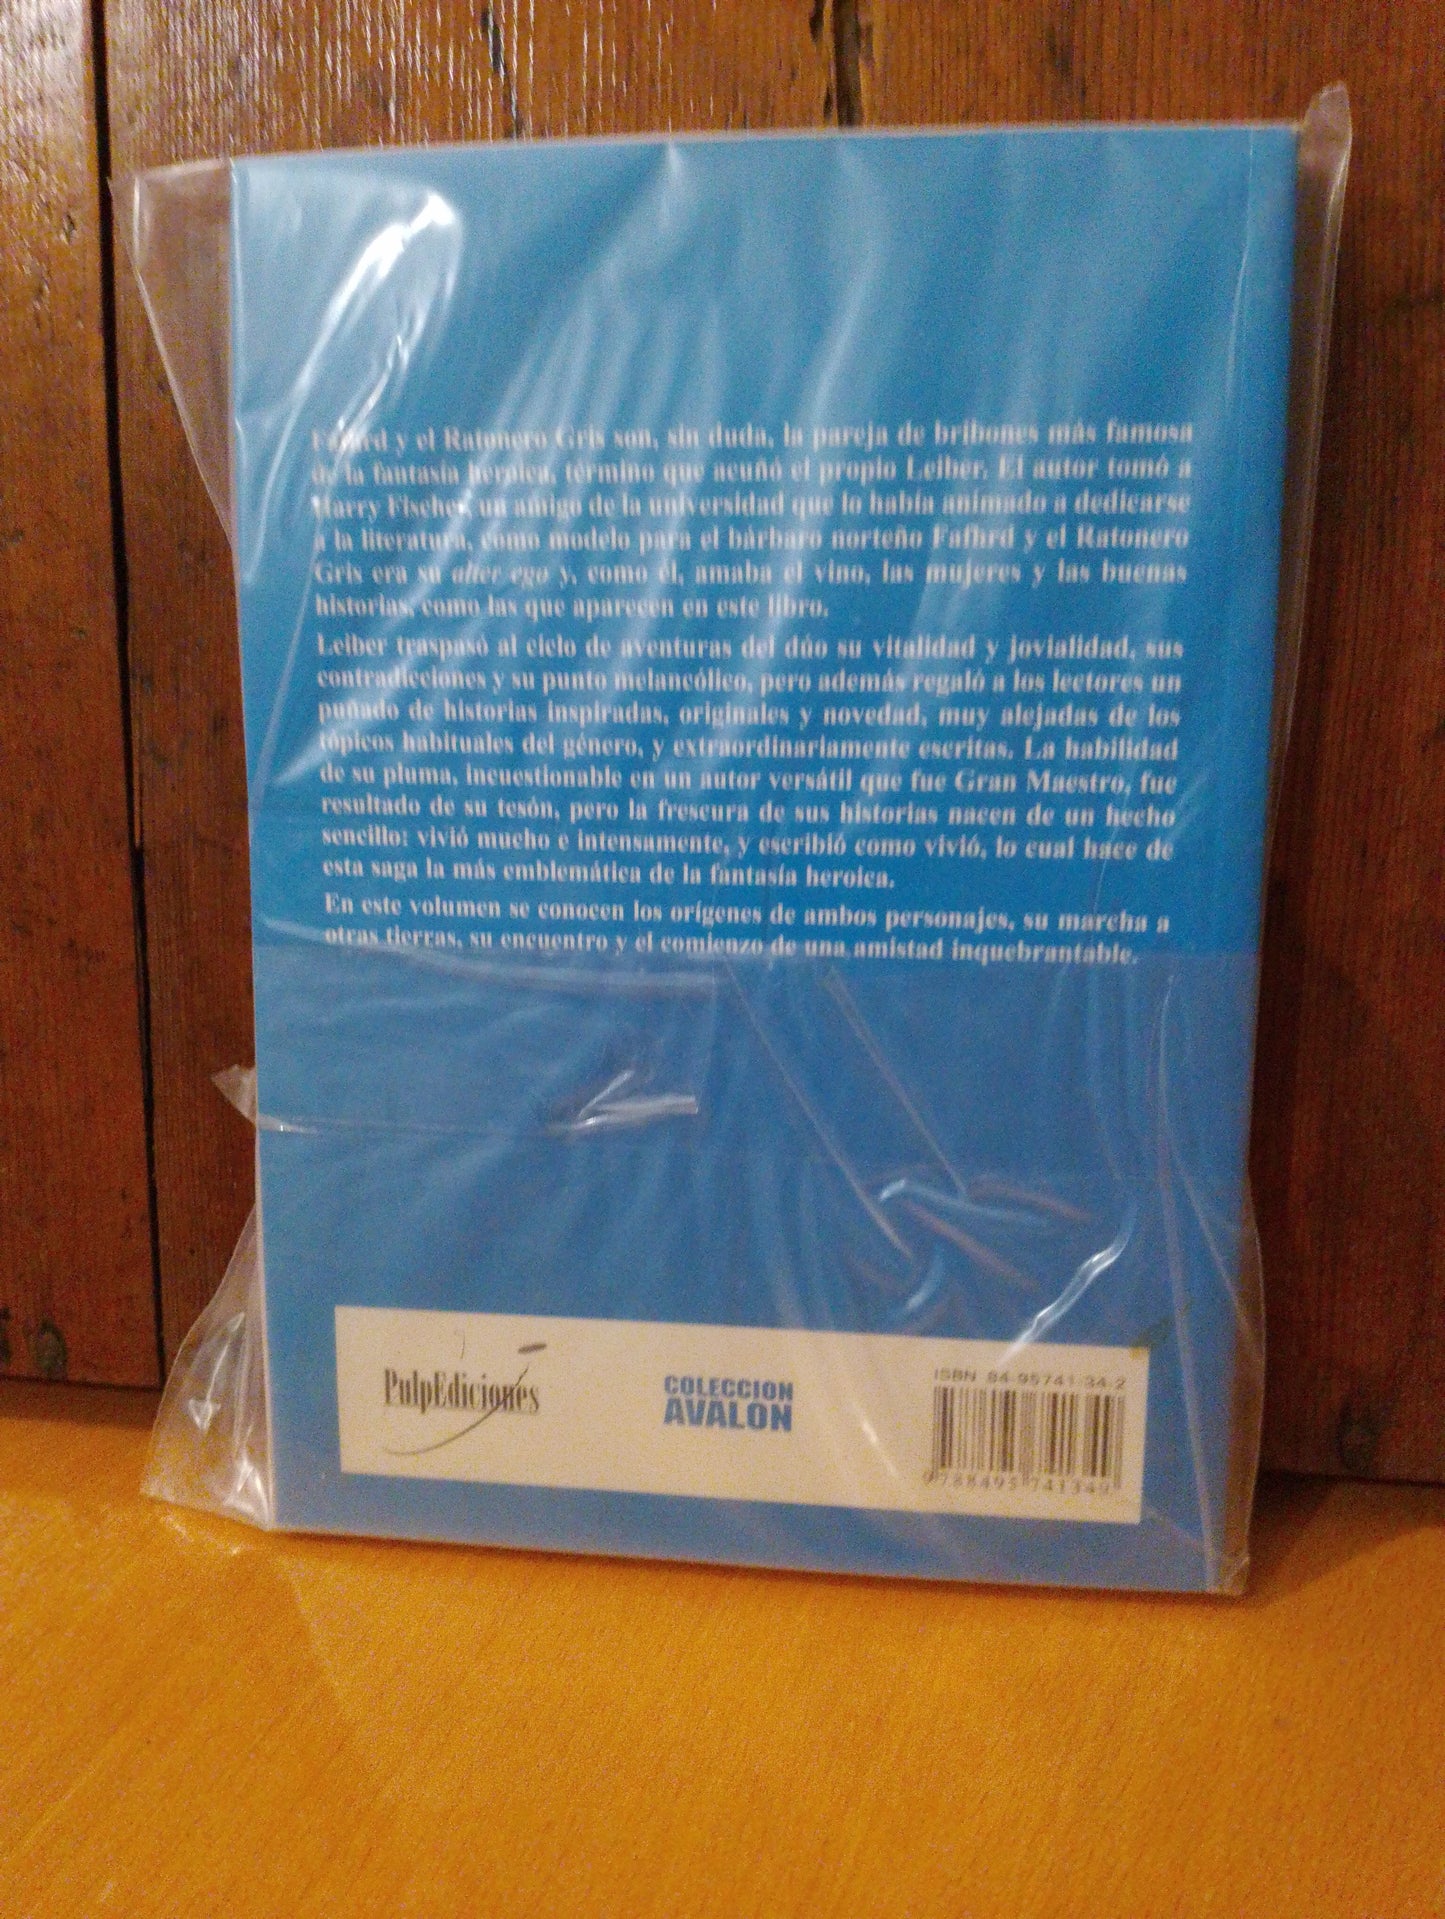 Fafhrd y el Ratonero Gris son, sin duda, la pareja de bribones más famosa
de la fantasía heroica, término que acuñó el propio Leiber. El autor tomó a
Harry Fischer, un amigo de la universidad que lo había animado a dedicarse
a la literatura, como modelo para el bárbaro norteño Fafhrd y el Ratonero
Gris era su alter ego y, como él, amaba el vino, las mujeres y las buenas
historias, como las que aparecen en este libro.
Leiber traspasó al ciclo de aventuras del dúo su vitalidad y jovialidad, sus
contradicciones y su punto melancólico, pero además regaló a los lectores un
puñado de historias inspiradas, originales y novedad, muy alejadas de los
tópicos habituales del género, y extraordinariamente escritas. La habilidad
de su pluma, incuestionable en un autor versátil que fue Gran Maestro, fue
resultado de su tesón, pero la frescura de sus historias nacen de un hecho
sencillo: vivió mucho e intensamente, y escribió como vivió, lo cual hace de
esta saga la más emblemática de la fantasía heroica.
En este volumen se conocen los orígenes de ambos personajes, su marcha a
otras tierras, su encuentro y el comienzo de una amistad inquebrantable.
PulpEdiciones
COLECCION
AVALON
ISBN 84-95741-34-2
9 788495 741349